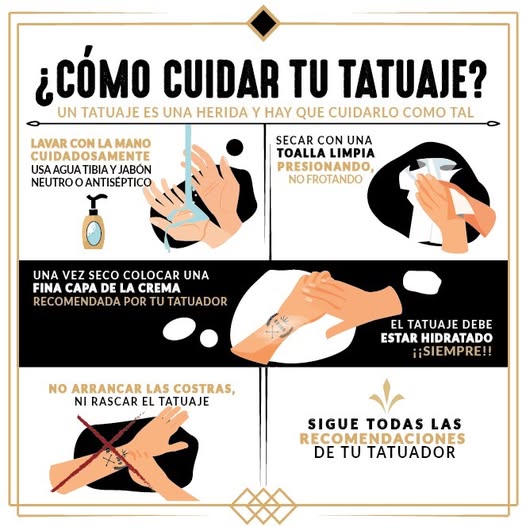 ¿CÓMO CUIDAR TU TATUAJE?
UN TATUAJE ES UNA HERIDA Y HAY QUE CUIDARLO COMO TAL
LAVAR CON LA MANO
CUIDADOSAMENTE
USA AGUA TIBIA Y JABÓN
NEUTRO O ANTISÉPTICO
SECAR CON UNA
TOALLA LIMPIA
PRESIONANDO,
NO FROTANDO
UNA VEZ SECO COLOCAR UNA
FINA CAPA DE LA CREMA
RECOMENDADA POR TU TATUADOR
EL TATUAJE DEBE
ESTAR HIDRATADO
¡¡SIEMPRE!!
NO ARRANCAR LAS COSTRAS,
NI RASCAR EL TATUAJE
SIGUE TODAS LAS
RECOMENDACIONES
DE TU TATUADOR